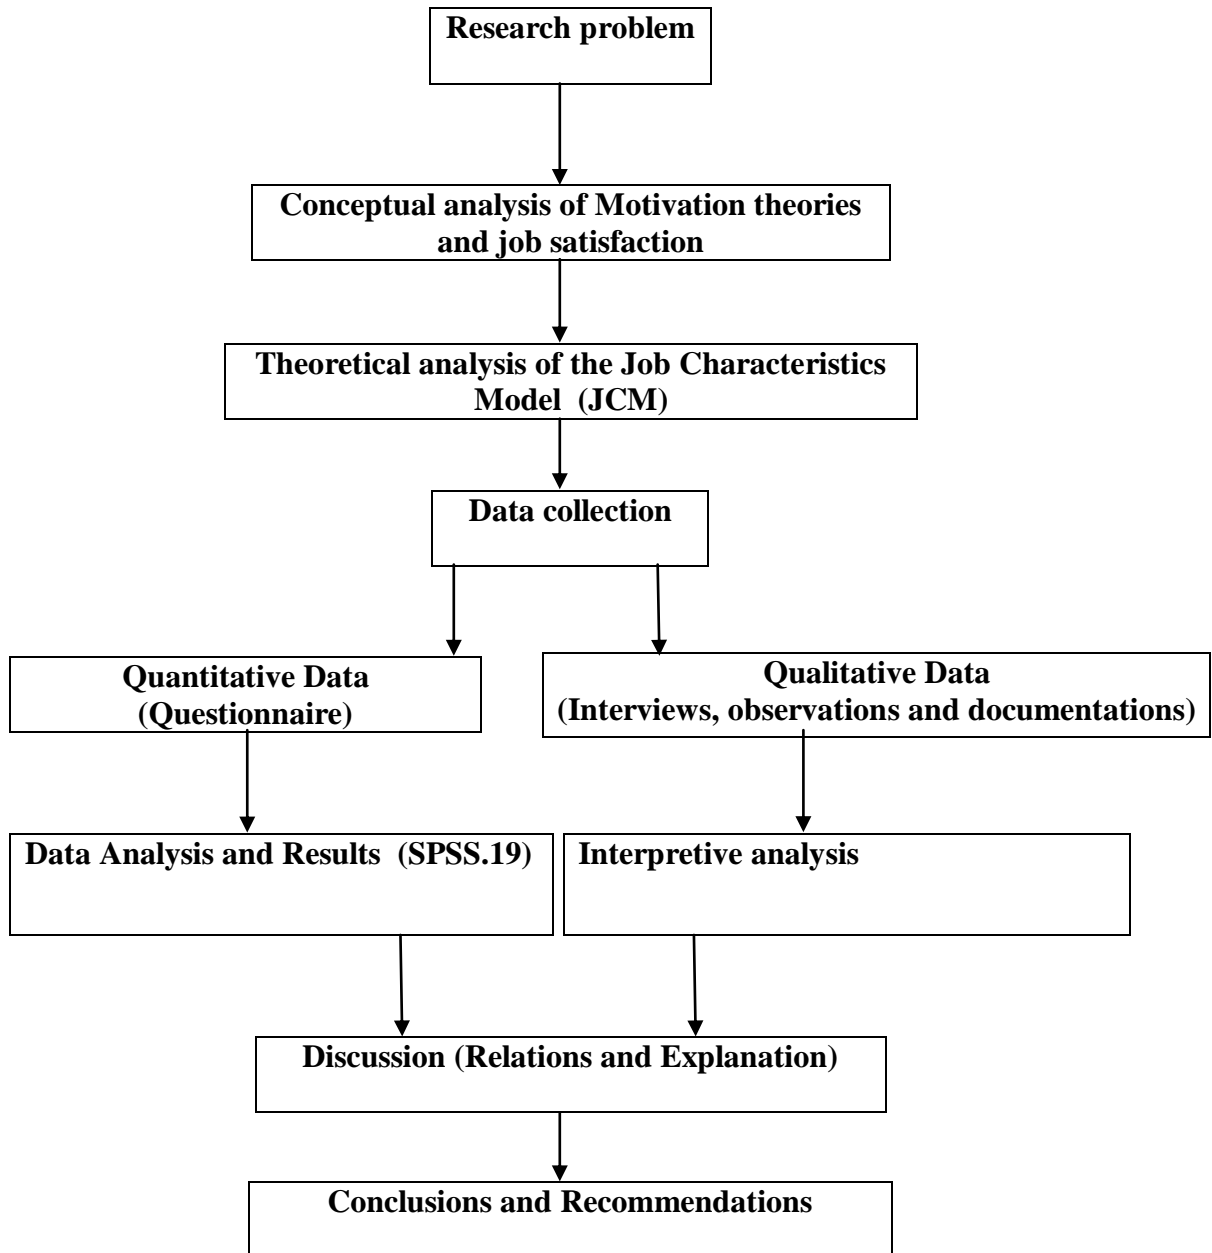 Research problem
Conceptual analysis of Motivation theories
and job satisfaction
Theoretical analysis of the Job Characteristics
Model (JCM)
Data collection
Quantitative Data
(Questionnaire)
Qualitative Data
(Interviews, observations and documentations)
Data Analysis and Results (SPSS.19)
Interpretive analysis
Discussion (Relations and Explanation)
Conclusions and Recommendations